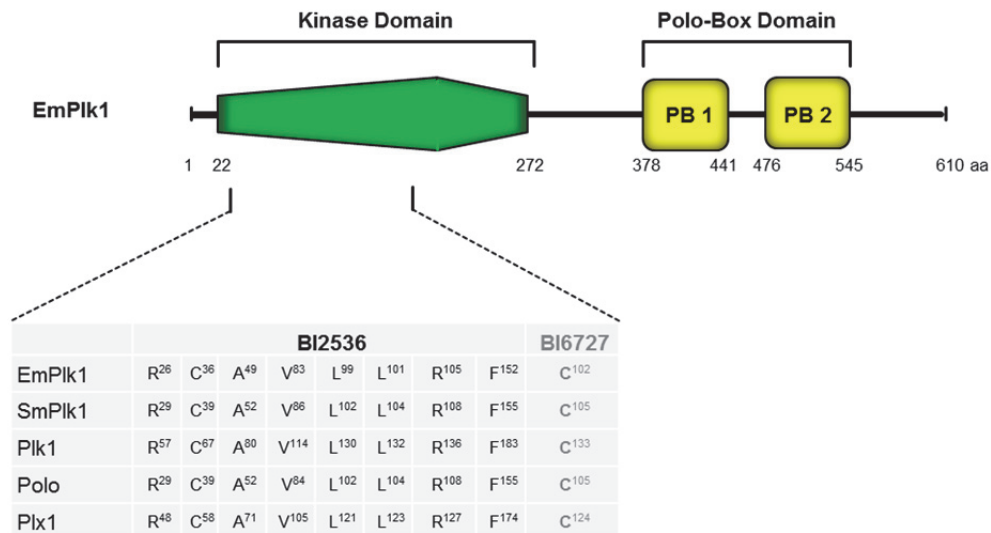 Kinase Domain Polo-Box Domain
EmPlk1 PB 1 PB 2
1 22 272 378 441 476 545 610 aa
BI2536 BI6727
EmPlk1 R²⁶ C³⁶ A⁴⁹ V⁸³ L⁹⁹ L¹⁰¹ R¹⁰⁵ F¹⁵² C¹⁰²
SmPlk1 R²⁹ C³⁹ A⁵² V⁸⁶ L¹⁰² L¹⁰⁴ R¹⁰⁸ F¹⁵⁵ C¹⁰⁵
Plk1 R⁵⁷ C⁶⁷ A⁸⁰ V¹¹⁴ L¹³⁰ L¹³² R¹³⁶ F¹⁸³ C¹³³
Polo R²⁹ C³⁹ A⁵² V⁸⁴ L¹⁰² L¹⁰⁴ R¹⁰⁸ F¹⁵⁵ C¹⁰⁵
Plx1 R⁴⁸ C⁵⁸ A⁷¹ V¹⁰⁵ L¹²¹ L¹²³ R¹²⁷ F¹⁷⁴ C¹²⁴